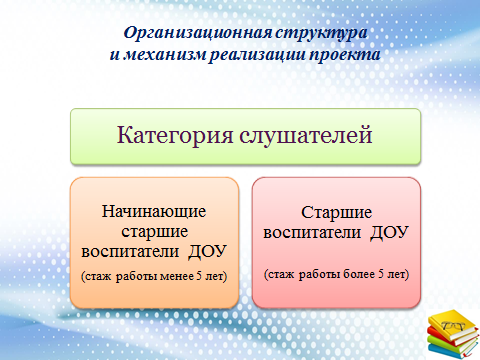 Организационная структура
и механизм реализации проекта
Категория слушателей
Начинающие
старшие
воспитатели ДОУ
(стаж работы менее 5 лет)
Старшие
воспитатели ДОУ
(стаж работы более 5 лет)